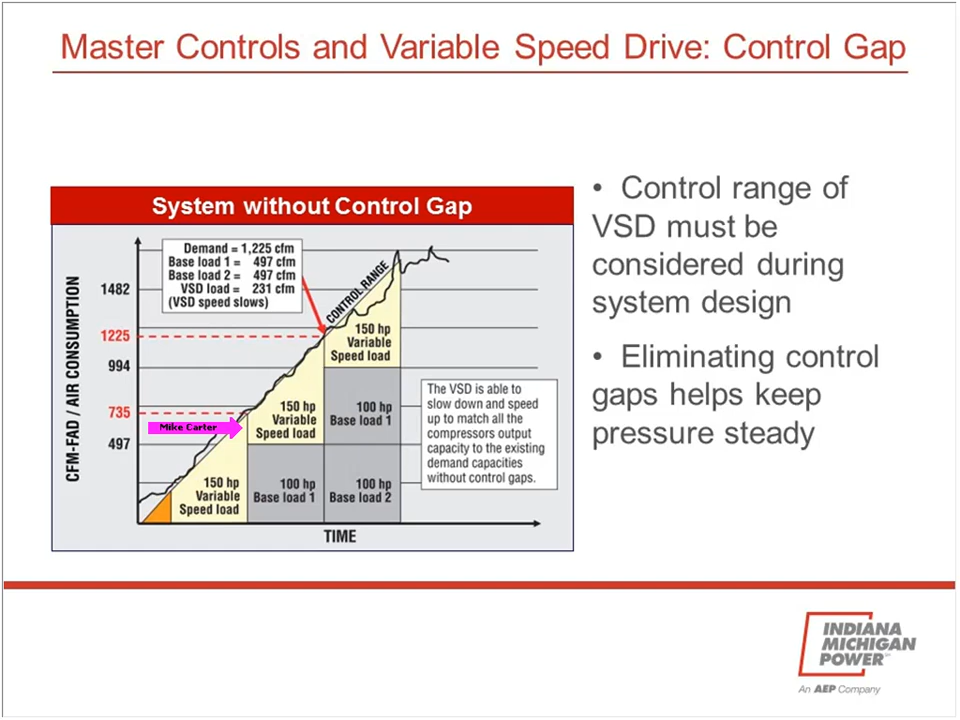 Master Controls and Variable Speed Drive: Control Gap
System without Control Gap
Demand = 1,225 cfm
Base load 1 = 497 cfm
Base load 2 = 497 cfm
VSD load = 231 cfm
(VSD speed slows)
CONTROL RANGE
CFM-FAD / AIR CONSUMPTION
1482
1225
994
735
497
150 hp
Variable
Speed load
150 hp
Variable
Speed load
100 hp
Base load 1
150 hp
Variable
Speed load
100 hp
Base load 1
100 hp
Base load 2
Mike Carter
The VSD is able to
slow down and speed
up to match all the
compressors output
capacity to the existing
demand capacities
without control gaps.
TIME
• Control range of
VSD must be
considered during
system design
• Eliminating control
gaps helps keep
pressure steady
INDIANA
MICHIGAN
POWER
An AEP Company